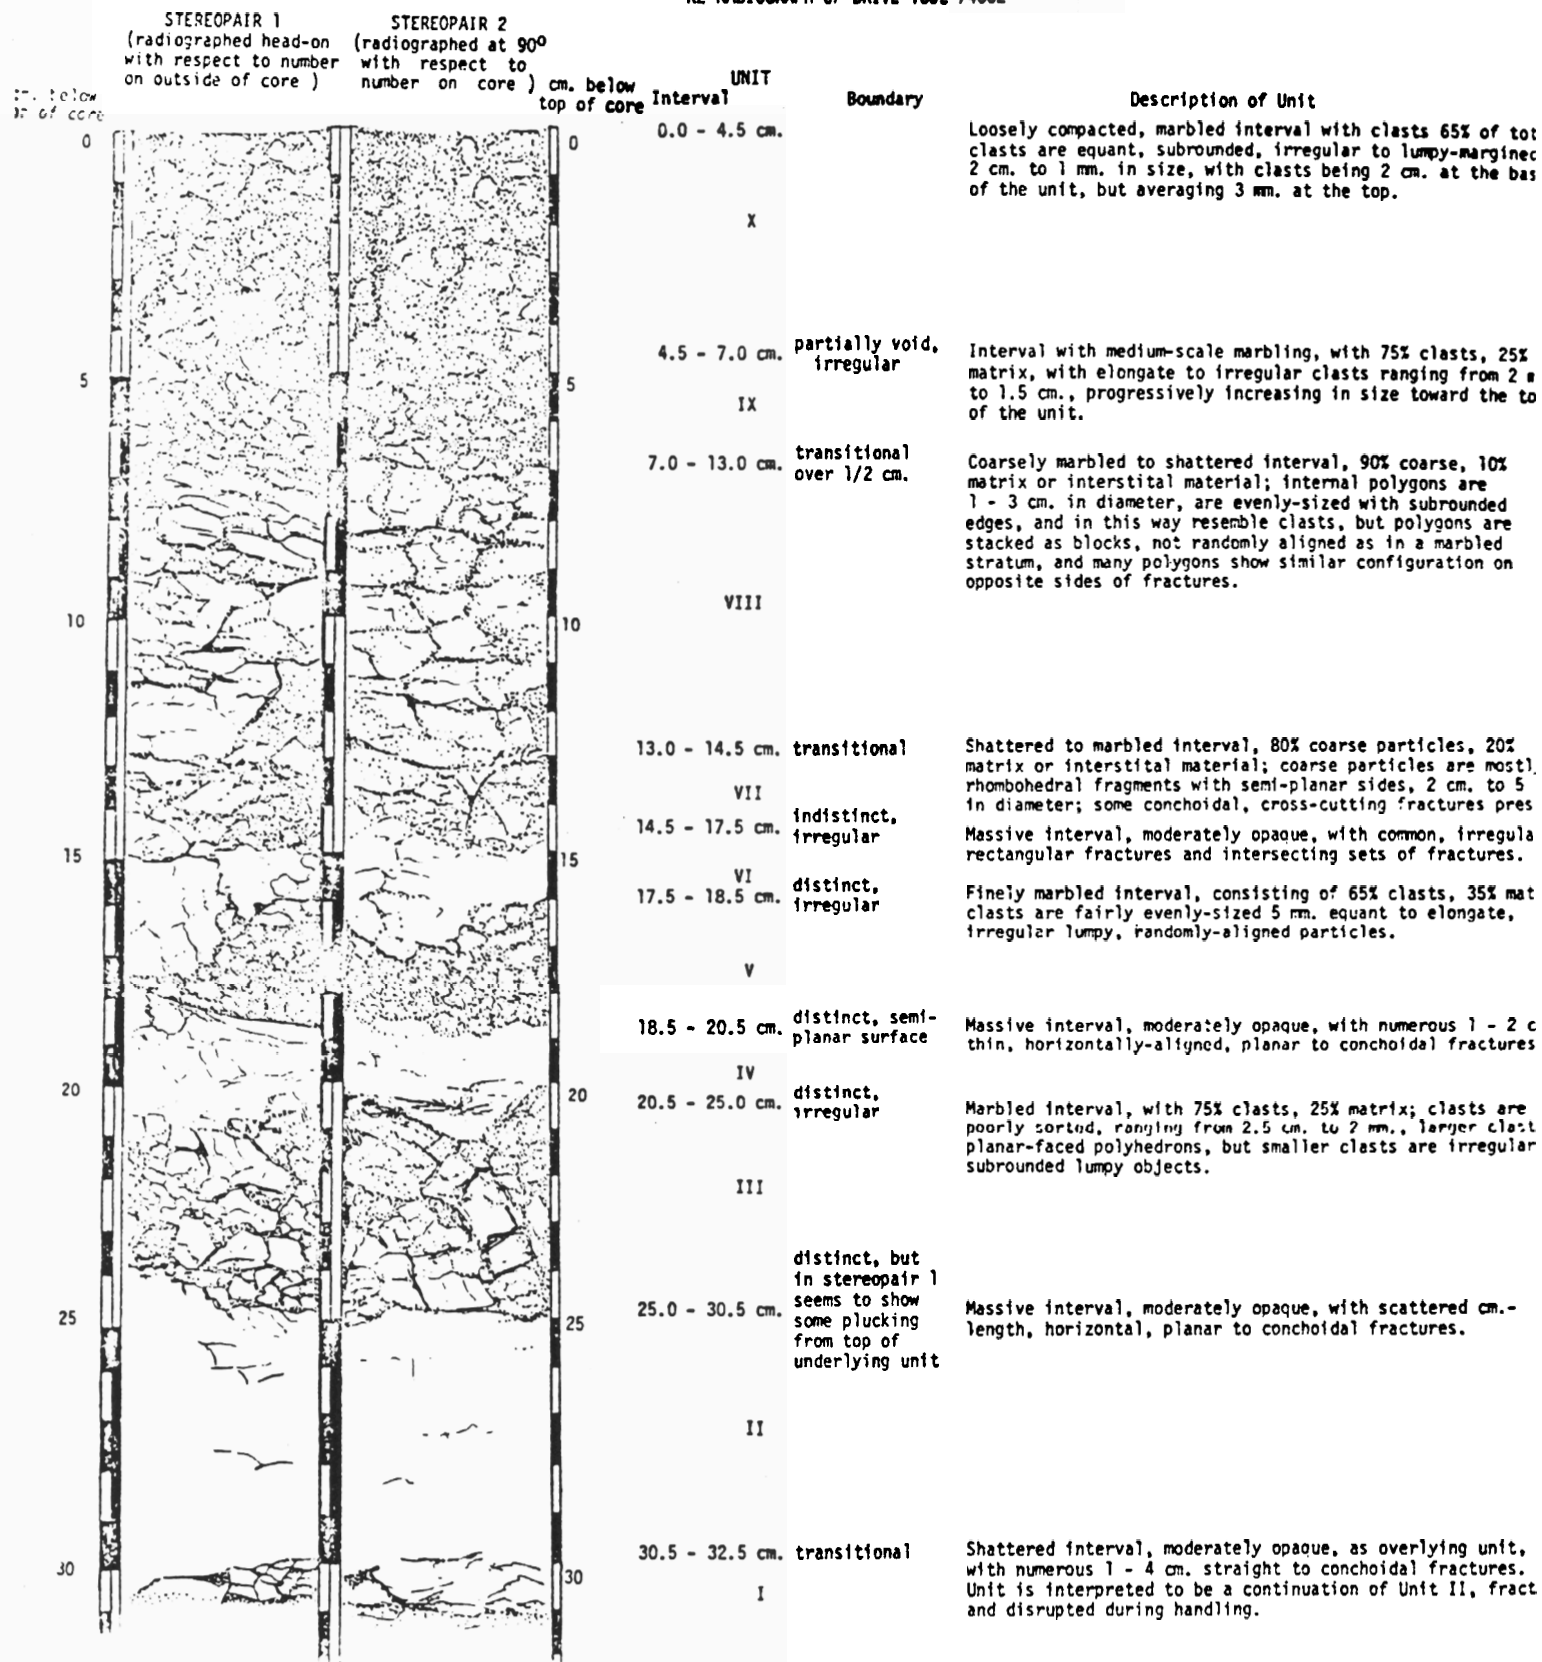 STEREOPAIR 1
(radiographed head-on
with respect to number
on outside of core )
STEREOPAIR 2
(radiographed at 90º
with respect to
number on core )
below
of core
cm. below
top of core
UNIT
Interval
Boundary
Description of Unit
0
5
10
15
20
25
30
0
5
10
15
20
25
30
0.0 - 4.5 cm.
X
Loosely compacted, marbled interval with clasts 65% of tot
clasts are equant, subrounded, irregular to lumpy-margined
2 cm. to 1 mm. in size, with clasts being 2 cm. at the bas
of the unit, but averaging 3 mm. at the top.
4.5 - 7.0 cm.
IX
partially void,
irregular
Interval with medium-scale marbling, with 75% clasts, 25%
matrix, with elongate to irregular clasts ranging from 2 m
to 1.5 cm., progressively increasing in size toward the to
of the unit.
7.0 - 13.0 cm.
VIII
transitional
over 1/2 cm.
Coarsely marbled to shattered interval, 90% coarse, 10%
matrix or interstital material; internal polygons are
1 - 3 cm. in diameter, are evenly-sized with subrounded
edges, and in this way resemble clasts, but polygons are
stacked as blocks, not randomly aligned as in a marbled
stratum, and many polygons show similar configuration on
opposite sides of fractures.
13.0 - 14.5 cm.
VII
transitional
Shattered to marbled interval, 80% coarse particles, 20%
matrix or interstital material; coarse particles are mostl
rhombohedral fragments with semi-planar sides, 2 cm. to 5
in diameter; some conchoidal, cross-cutting fractures pres
14.5 - 17.5 cm.
VI
indistinct,
irregular
Massive interval, moderately opaque, with common, irregula
rectangular fractures and intersecting sets of fractures.
17.5 - 18.5 cm.
V
distinct,
irregular
Finely marbled interval, consisting of 65% clasts, 35% mat
clasts are fairly evenly-sized 5 mm. equant to elongate,
irregular lumpy, randomly-aligned particles.
18.5 - 20.5 cm.
IV
distinct, semi-
planar surface
Massive interval, moderately opaque, with numerous 1 - 2 c
thin, horizontally-aligned, planar to conchoidal fractures
20.5 - 25.0 cm.
III
distinct,
irregular
Marbled interval, with 75% clasts, 25% matrix; clasts are
poorly sorted, ranging from 2.5 cm. to 2 mm., larger clast
planar-faced polyhedrons, but smaller clasts are irregular
subrounded lumpy objects.
25.0 - 30.5 cm.
II
distinct, but
in stereopair 1
seems to show
some plucking
from top of
underlying unit
Massive interval, moderately opaque, with scattered cm.-
length, horizontal, planar to conchoidal fractures.
30.5 - 32.5 cm.
I
transitional
Shattered interval, moderately opaque, as overlying unit,
with numerous 1 - 4 cm. straight to conchoidal fractures.
Unit is interpreted to be a continuation of Unit II, fract
and disrupted during handling.